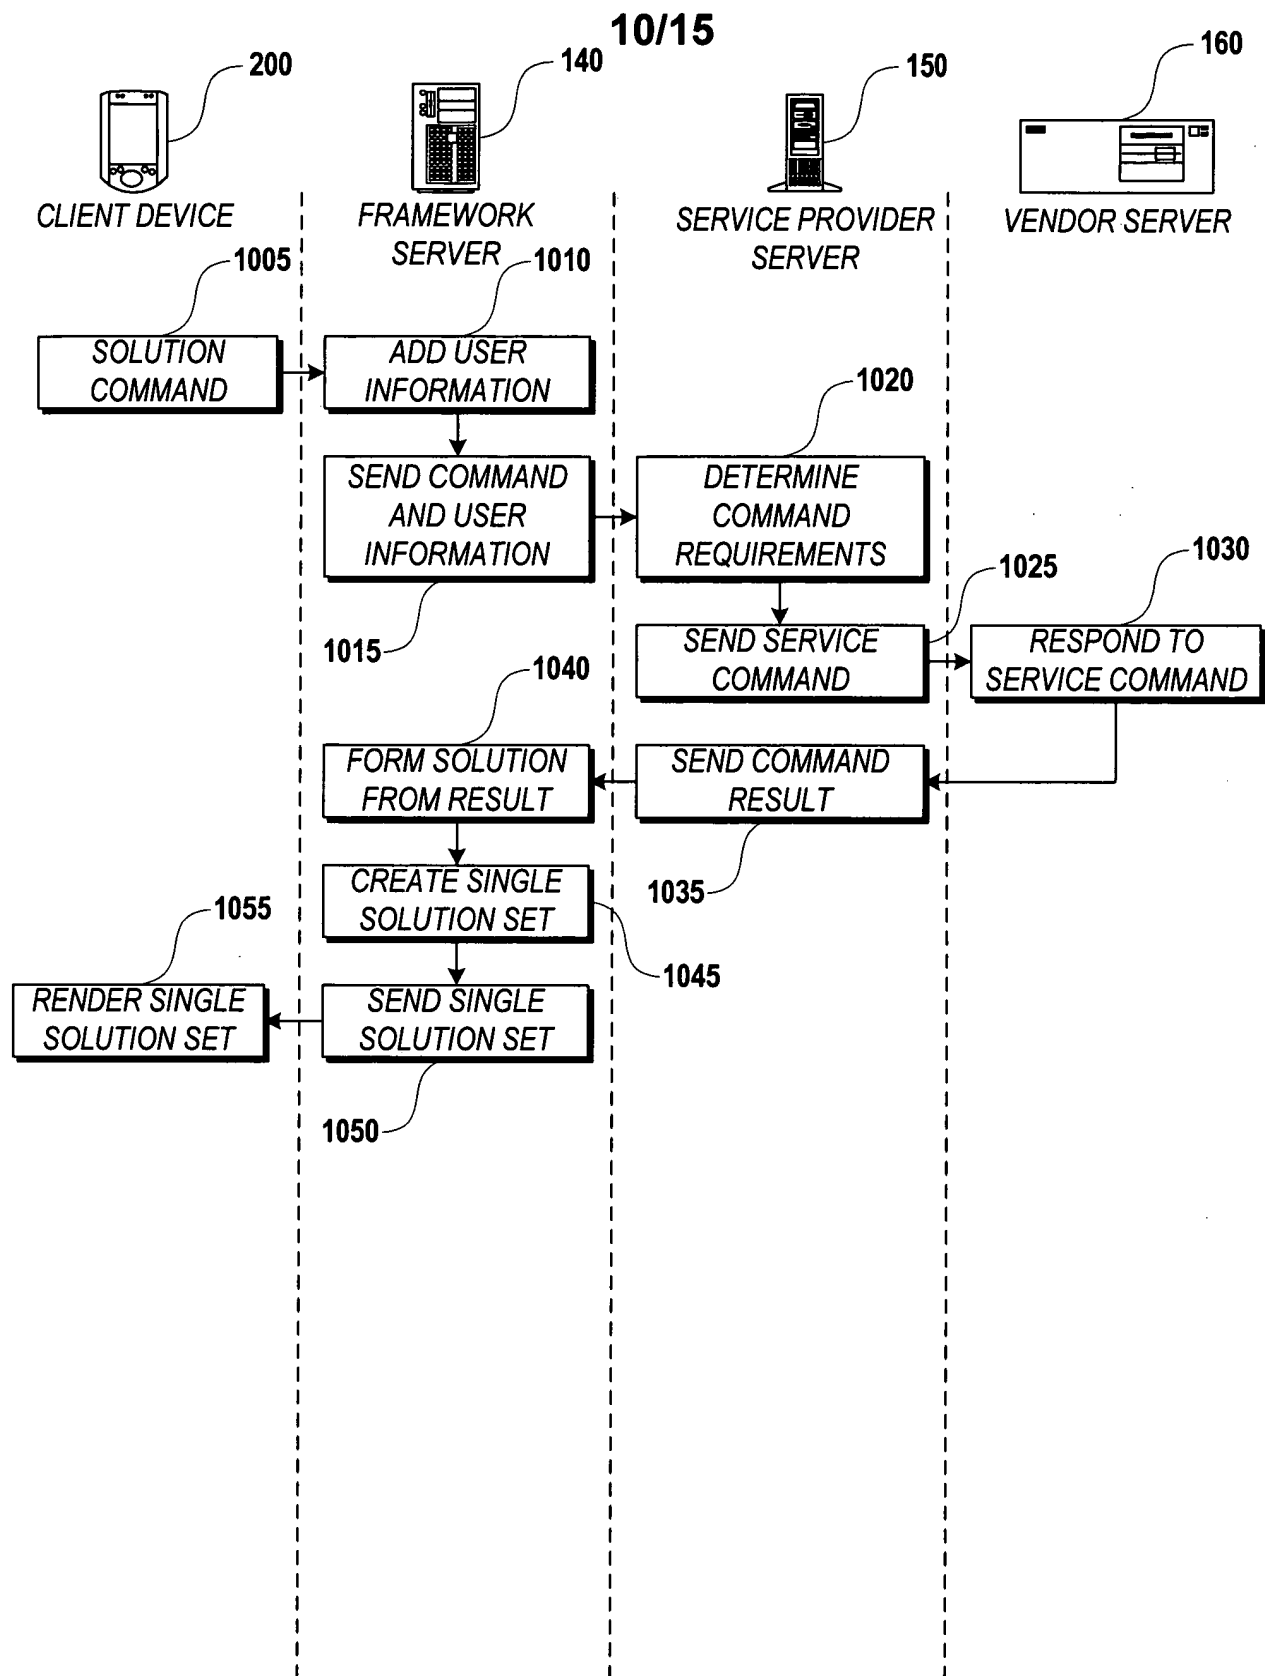 10/15
200
140
150
160
CLIENT DEVICE
FRAMEWORK
SERVER
SERVICE PROVIDER
SERVER
VENDOR SERVER
1005
1010
SOLUTION
COMMAND
ADD USER
INFORMATION
1020
SEND COMMAND
AND USER
INFORMATION
DETERMINE
COMMAND
REQUIREMENTS
1015
1025
1030
SEND SERVICE
COMMAND
RESPOND TO
SERVICE COMMAND
1040
FORM SOLUTION
FROM RESULT
SEND COMMAND
RESULT
1035
CREATE SINGLE
SOLUTION SET
1045
1055
RENDER SINGLE
SOLUTION SET
SEND SINGLE
SOLUTION SET
1050